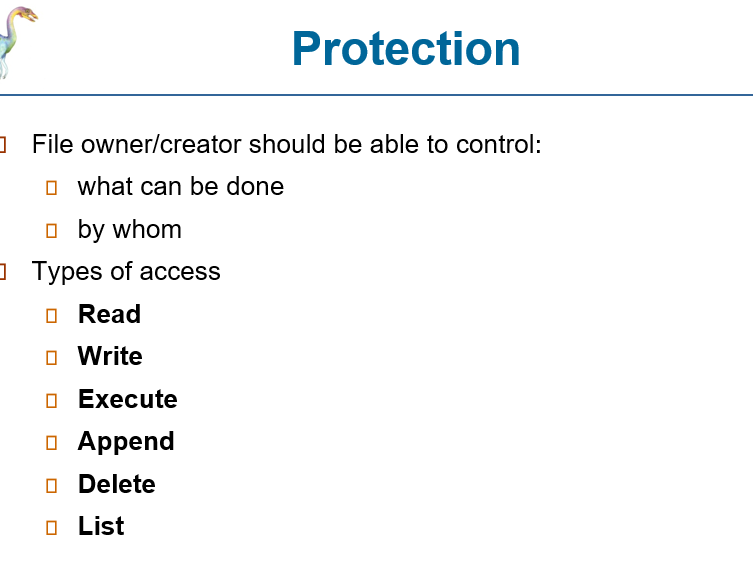 Protection
File owner/creator should be able to control:
what can be done
by whom
Types of access
Read
Write
Execute
Append
Delete
List